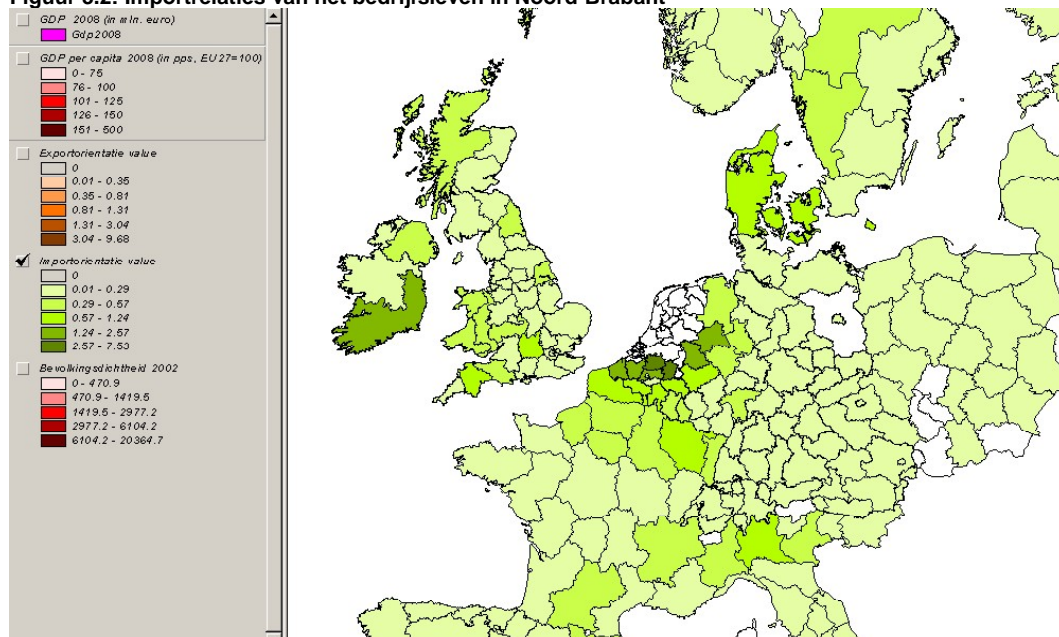 Figuur 3.2: Importrelaties van het bedrijfsleven in Noord-Brabant
GDP 2008 (in mln. euro)
Gdp2008
GDP per capita 2008 (in pps, EU27=100)
0 - 75
76 - 100
101 - 125
126 - 150
151 - 500
Exportorientatie value
0
0.01 - 0.35
0.35 - 0.81
0.81 - 1.31
1.31 - 3.04
3.04 - 9.68
Importorientatie value
0
0.01 - 0.29
0.29 - 0.57
0.57 - 1.24
1.24 - 2.57
2.57 - 7.53
Bevolkingsdichtheid 2002
0 - 470.9
470.9 - 1419.5
1419.5 - 2977.2
2977.2 - 6104.2
6104.2 - 20364.7